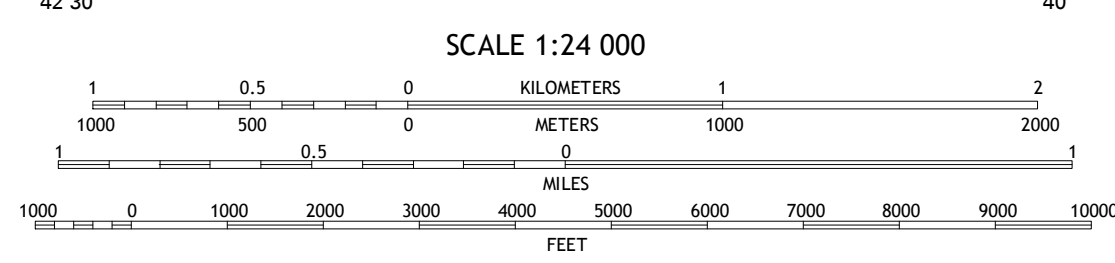 42'30" 40'
SCALE 1:24 000
1 0.5 0 KILOMETERS 1 2
1000 500 0 METERS 1000 2000
1 0.5 0 1
MILES
1000 0 1000 2000 3000 4000 5000 6000 7000 8000 9000 10000
FEET